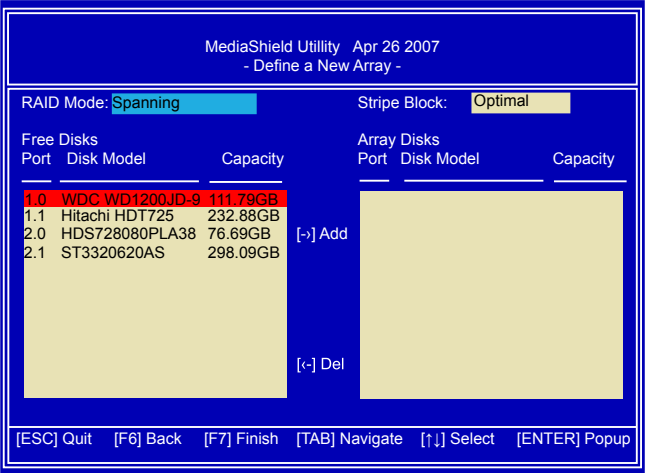 MediaShield Utillity Apr 26 2007
- Define a New Array -
RAID Mode: Spanning Stripe Block: Optimal
Free Disks Array Disks
Port Disk Model Capacity Port Disk Model Capacity
1.0 WDC WD1200JD-9 111.79GB
1.1 Hitachi HDT725 232.88GB
2.0 HDS728080PLA38 76.69GB [->] Add
2.1 ST3320620AS 298.09GB
[<-] Del
[ESC] Quit [F6] Back [F7] Finish [TAB] Navigate [↑↓] Select [ENTER] Popup